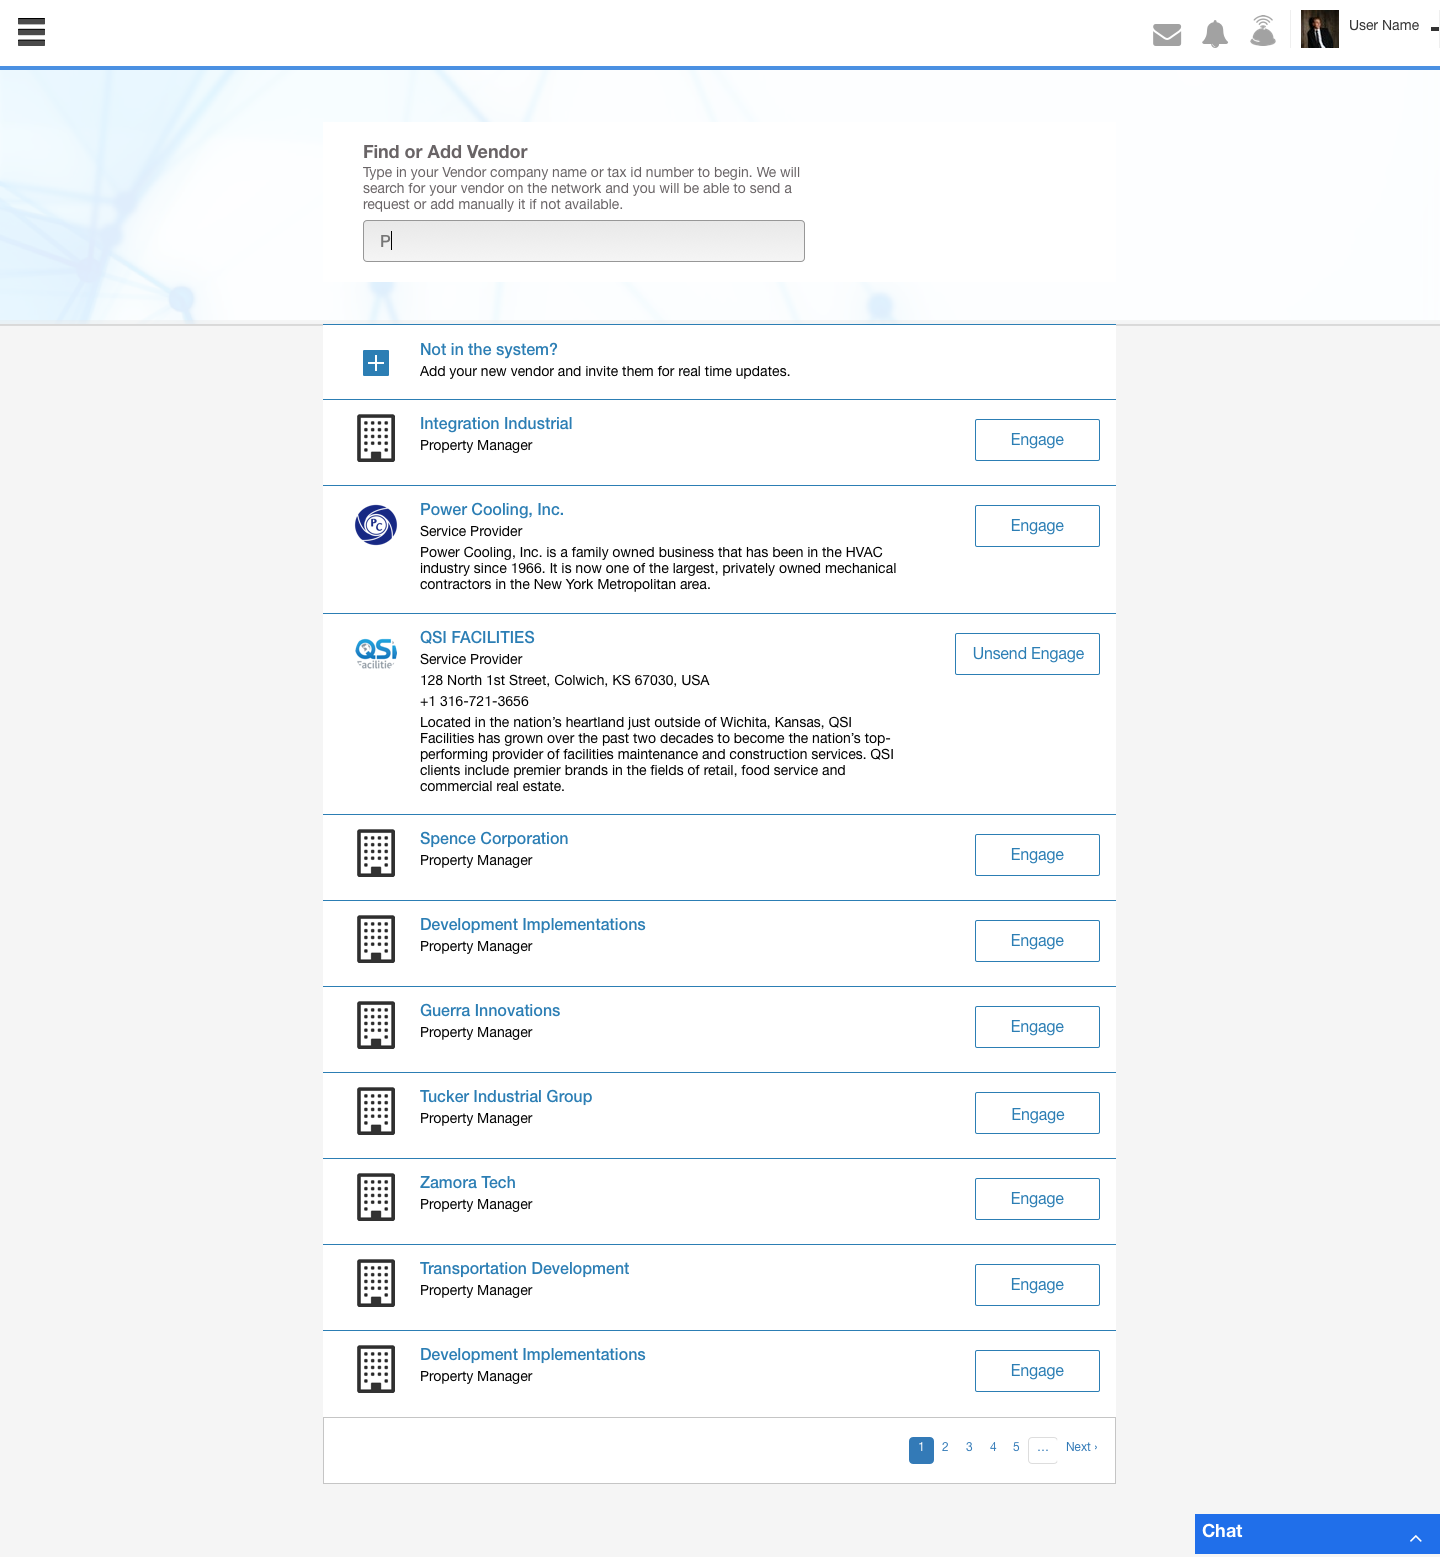 User Name
Find or Add Vendor
Type in your Vendor company name or tax id number to begin. We will
search for your vendor on the network and you will be able to send a
request or add manually it if not available.
P
Not in the system?
Add your new vendor and invite them for real time updates.
Integration Industrial
Property Manager
Engage
Power Cooling, Inc.
Service Provider
Power Cooling, Inc. is a family owned business that has been in the HVAC
industry since 1966. It is now one of the largest, privately owned mechanical
contractors in the New York Metropolitan area.
Engage
PC
QSI FACILITIES
Service Provider
128 North 1st Street, Colwich, KS 67030, USA
+1 316-721-3656
Located in the nation’s heartland just outside of Wichita, Kansas, QSI
Facilities has grown over the past two decades to become the nation’s top-
performing provider of facilities maintenance and construction services. QSI
clients include premier brands in the fields of retail, food service and
commercial real estate.
Unsend Engage
QSI
Facilities
Spence Corporation
Property Manager
Engage
Development Implementations
Property Manager
Engage
Guerra Innovations
Property Manager
Engage
Tucker Industrial Group
Property Manager
Engage
Zamora Tech
Property Manager
Engage
Transportation Development
Property Manager
Engage
Development Implementations
Property Manager
Engage
1 2 3 4 5 ... Next ›
Chat